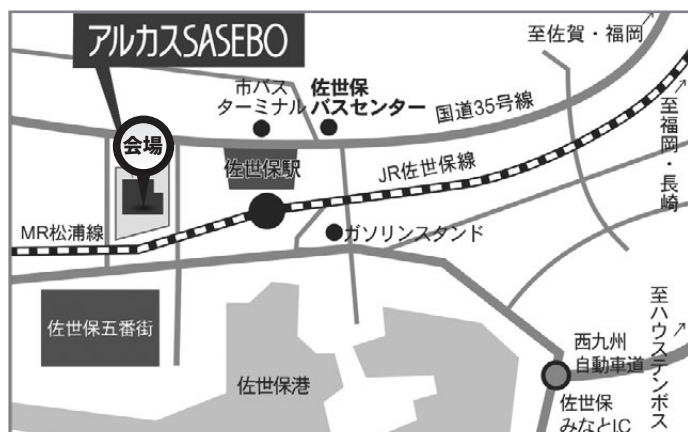 アルカスSASEBO
至佐賀・福岡
市バス
ターミナル
佐世保
バスセンター
国道35号線
会場
佐世保駅
JR佐世保線
至福岡・長崎
MR松浦線
ガソリンスタンド
佐世保五番街
佐世保港
西九州
自動車道
至ハウステンボス
佐世保
みなとI.C